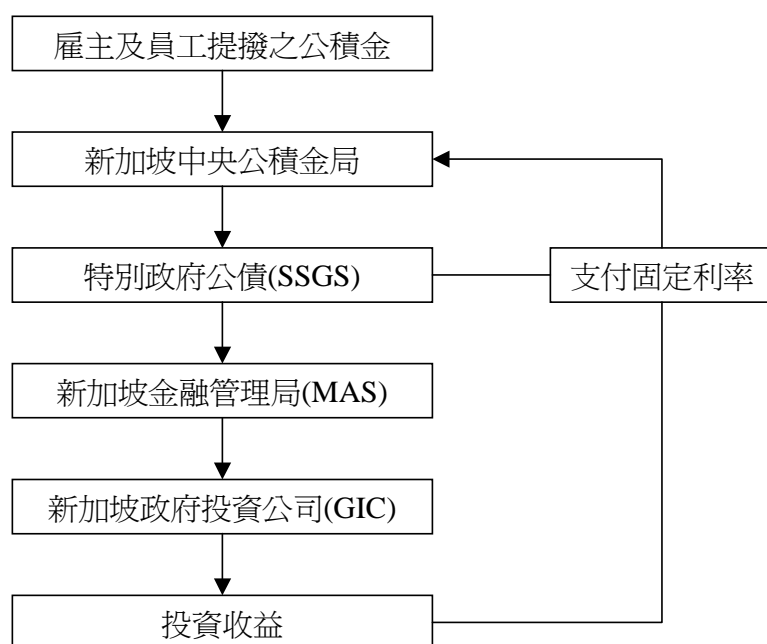 雇主及員工提撥之公積金
新加坡中央公積金局
特別政府公債(SSGS)
支付固定利率
新加坡金融管理局(MAS)
新加坡政府投資公司(GIC)
投資收益